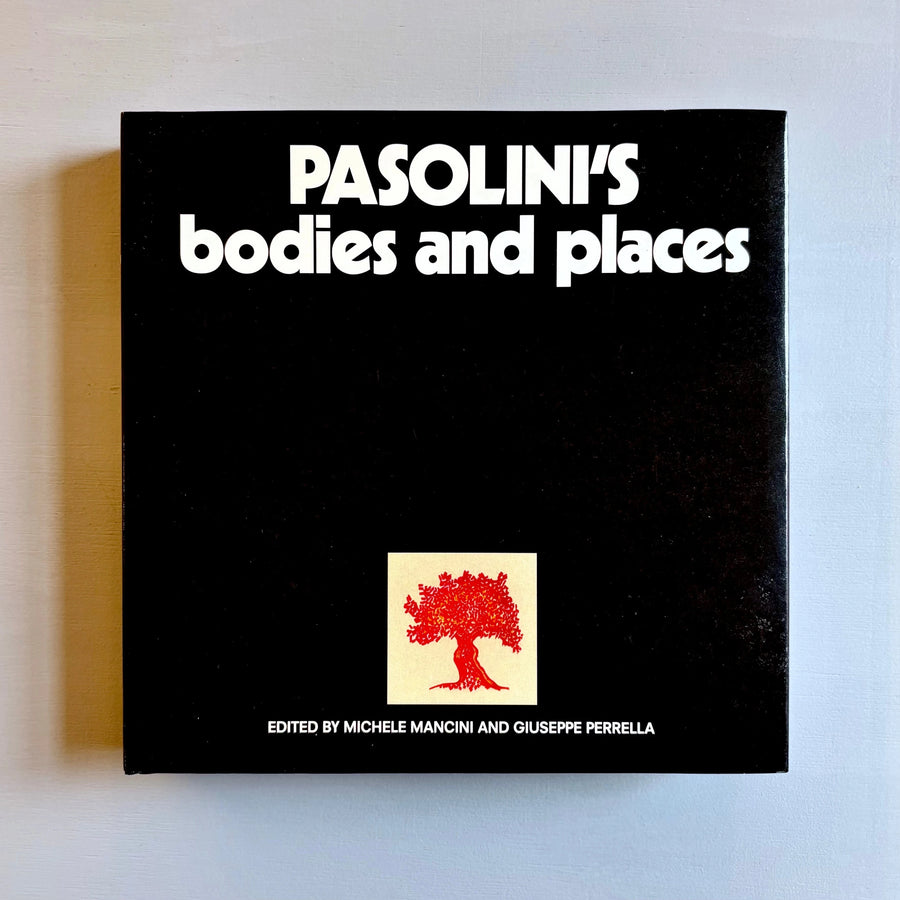 PASOLINI'S
bodies and places
EDITED BY MICHELE MANCINI AND GIUSEPPE PERRELLA